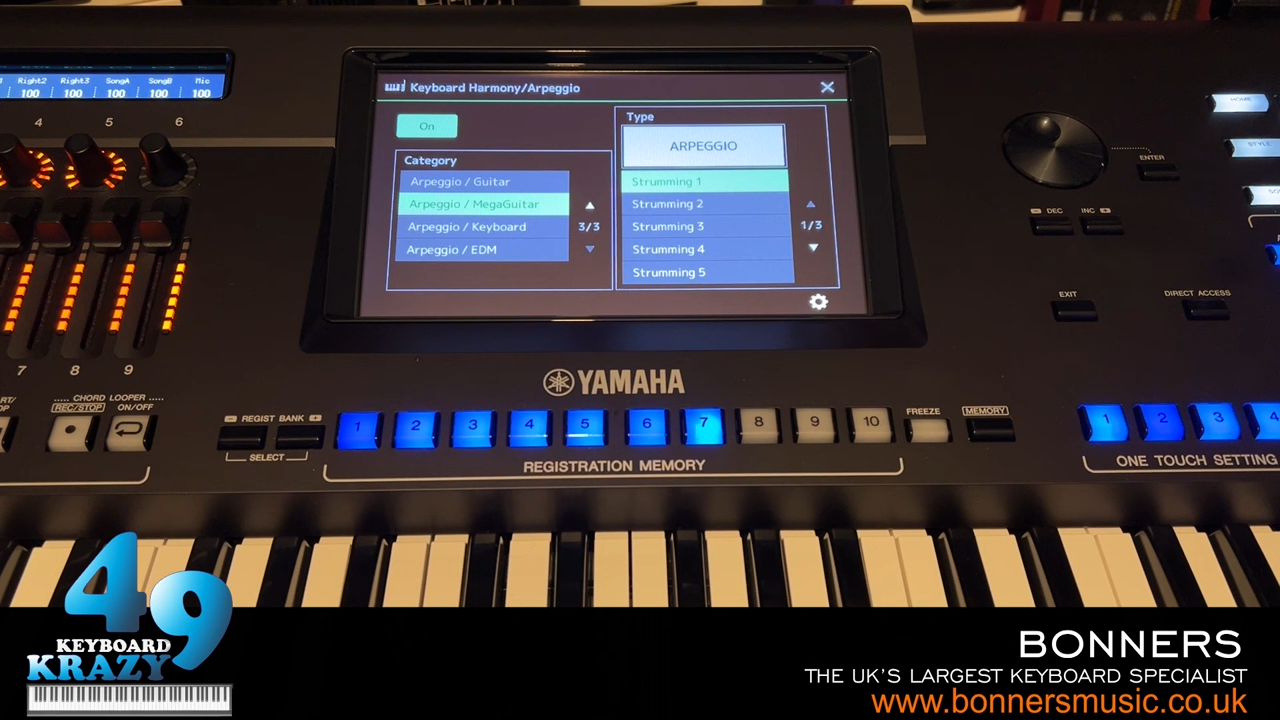 Right2 Right3 SongA SongB Mic
100 100 100 100 100
4 5 6
7 8 9
Keyboard Harmony/Arpeggio
On
Category
Arpeggio / Guitar
Arpeggio / MegaGuitar
Arpeggio / Keyboard
Arpeggio / EDM
3/3
Type
ARPEGGIO
Strumming 1
Strumming 2
Strumming 3
Strumming 4
Strumming 5
1/3
HOME
STYLE
ENTER
DEC INC
EXIT
DIRECT ACCESS
YAMAHA
CHORD LOOPER
REC/STOP ON/OFF
REGIST BANK
SELECT
1 2 3 4 5 6 7 8 9 10
REGISTRATION MEMORY
FREEZE
MEMORY
1 2 3 4
ONE TOUCH SETTING
49
KEYBOARD
KRAZY
BONNERS
THE UK'S LARGEST KEYBOARD SPECIALIST
www.bonnersmusic.co.uk